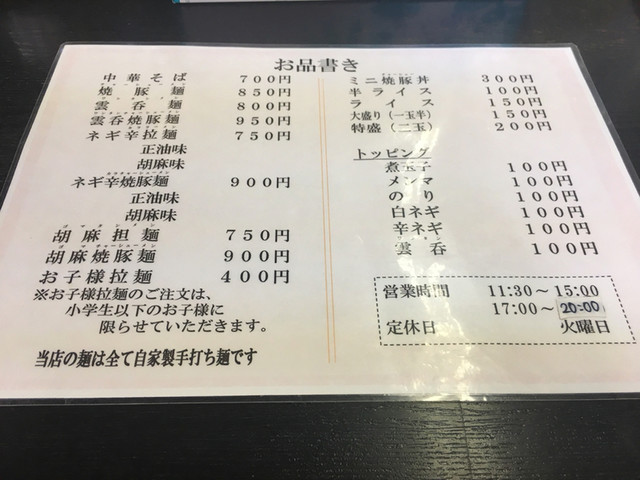 お品書き
中華そば 700円
焼豚麺 850円
雲呑麺 800円
雲呑焼豚麺 950円
ネギ辛拉麺 750円
正油味
胡麻味
ネギ辛焼豚麺 900円
正油味
胡麻味
胡麻担麺 750円
胡麻焼豚麺 900円
お子様拉麺 400円
※お子様拉麺のご注文は、
小学生以下のお子様に
限らせていただきます。
当店の麺は全て自家製手打ち麺です
ミニ焼豚丼 300円
半ライス 100円
ライス 150円
大盛り(一玉半) 150円
特盛(二玉) 200円
トッピング
煮玉子 100円
メンマ 100円
のり 100円
白ネギ 100円
辛ネギ 100円
雲呑 100円
営業時間 11:30～15:00
17:00～20:00
定休日 火曜日